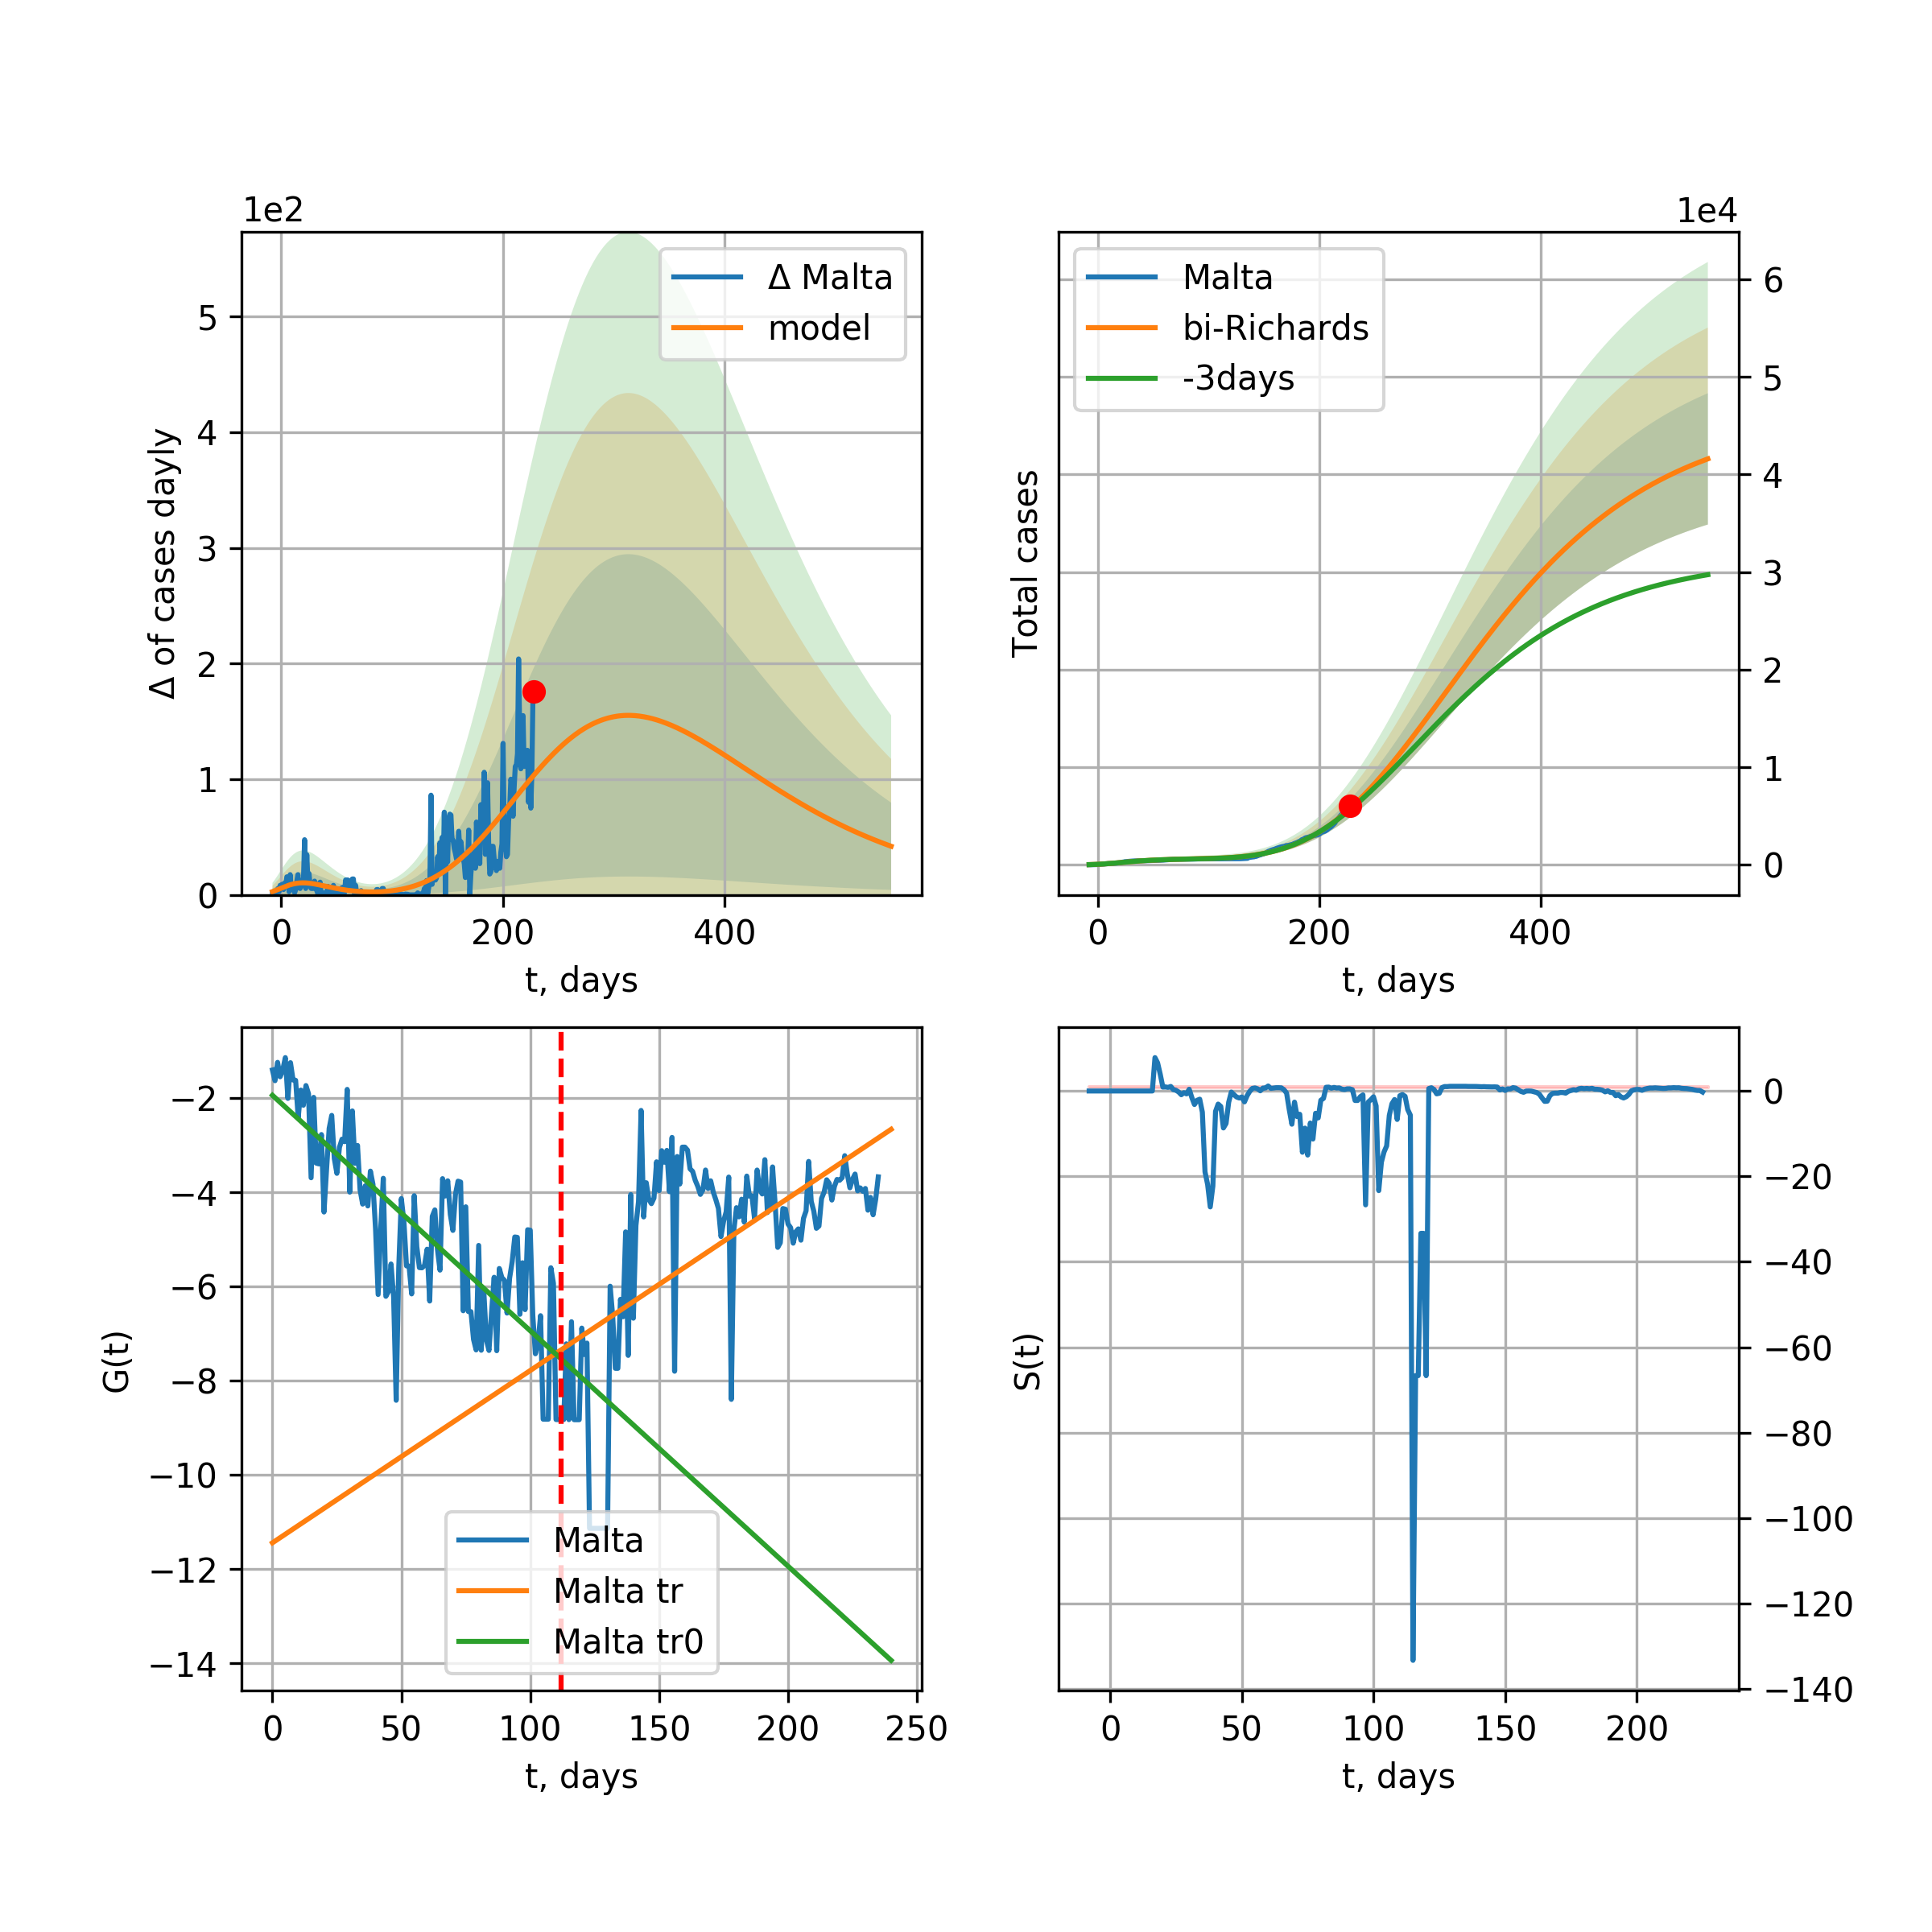 1e2
Δ Malta
model
5
4
3
2
1
0
Δ of cases dayly
0 200 400
t, days
1e4
Malta
bi-Richards
-3days
6
5
4
3
2
1
0
Total cases
0 200 400
t, days
−2
−4
−6
−8
−10
−12
−14
G(t)
Malta
Malta tr
Malta tr0
0 50 100 150 200 250
t, days
0
−20
−40
−60
−80
−100
−120
−140
S(t)
0 50 100 150 200
t, days